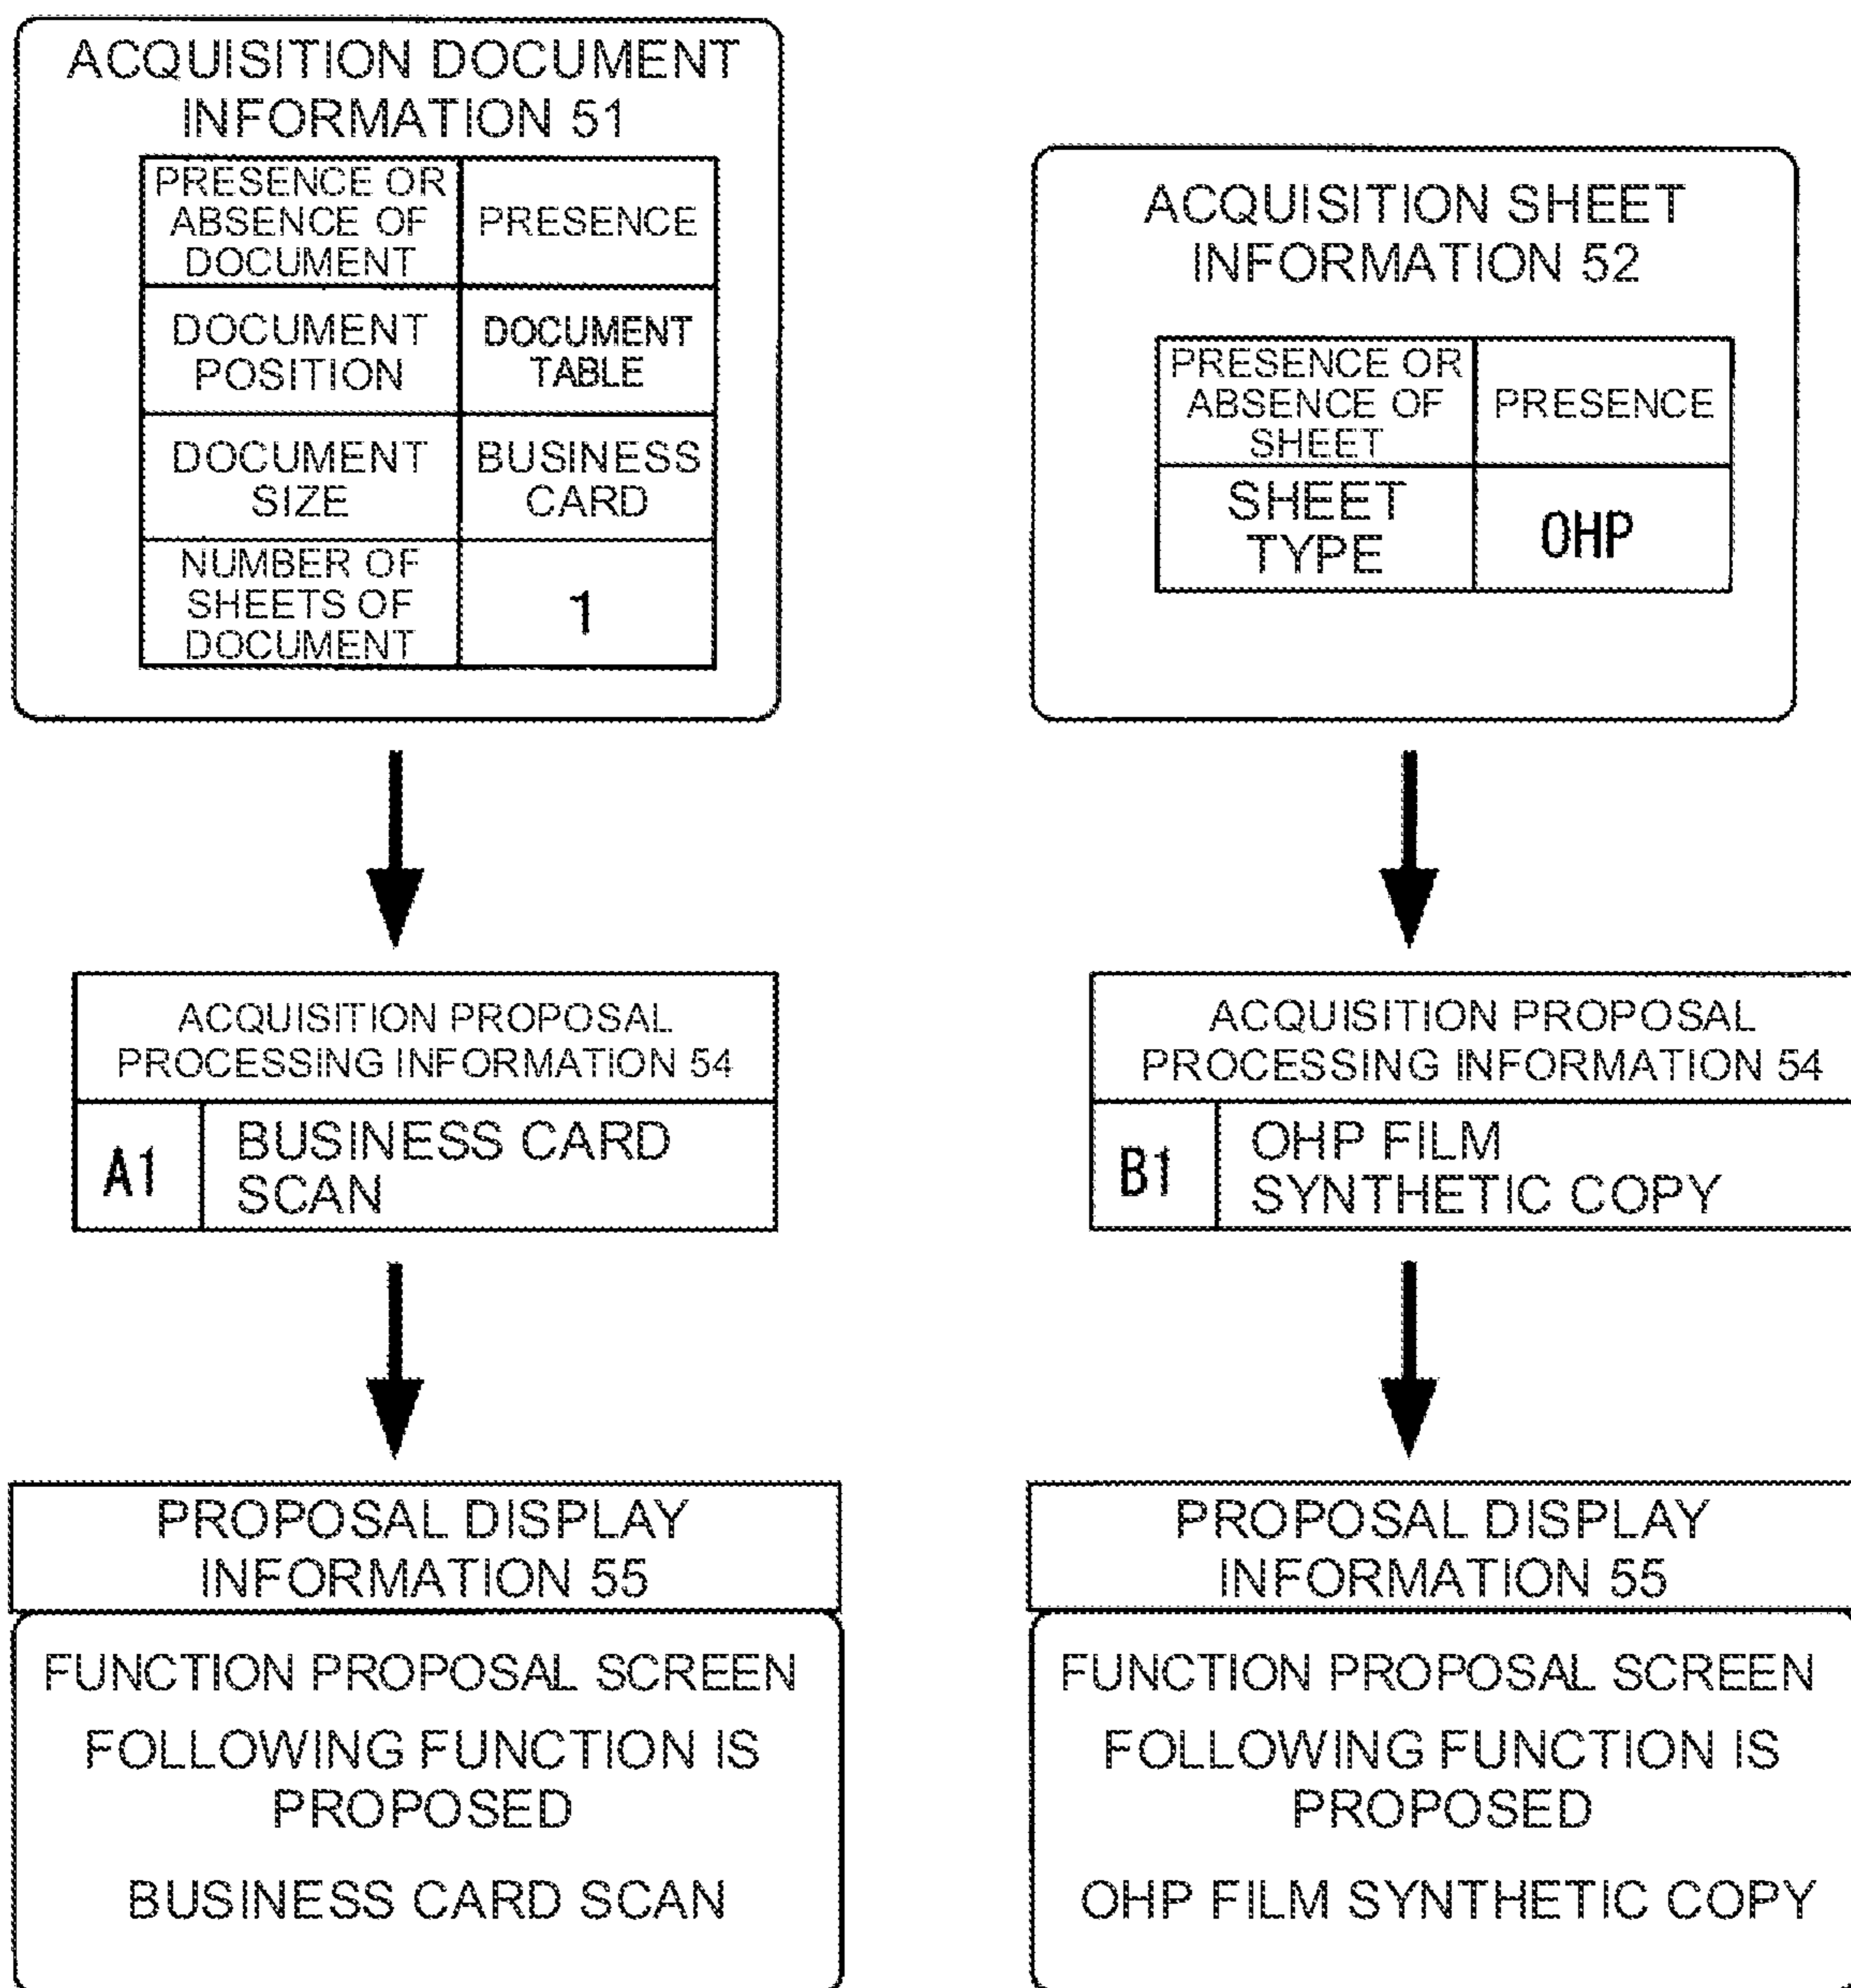 ACQUISITION DOCUMENT
INFORMATION 51
PRESENCE OR
ABSENCE OF
DOCUMENT
PRESENCE
DOCUMENT
POSITION
DOCUMENT
TABLE
DOCUMENT
SIZE
BUSINESS
CARD
NUMBER OF
SHEETS OF
DOCUMENT
1
ACQUISITION PROPOSAL
PROCESSING INFORMATION 54
A1
BUSINESS CARD
SCAN
PROPOSAL DISPLAY
INFORMATION 55
FUNCTION PROPOSAL SCREEN
FOLLOWING FUNCTION IS
PROPOSED
BUSINESS CARD SCAN
ACQUISITION SHEET
INFORMATION 52
PRESENCE OR
ABSENCE OF
SHEET
PRESENCE
SHEET
TYPE
OHP
ACQUISITION PROPOSAL
PROCESSING INFORMATION 54
B1
OHP FILM
SYNTHETIC COPY
PROPOSAL DISPLAY
INFORMATION 55
FUNCTION PROPOSAL SCREEN
FOLLOWING FUNCTION IS
PROPOSED
OHP FILM SYNTHETIC COPY